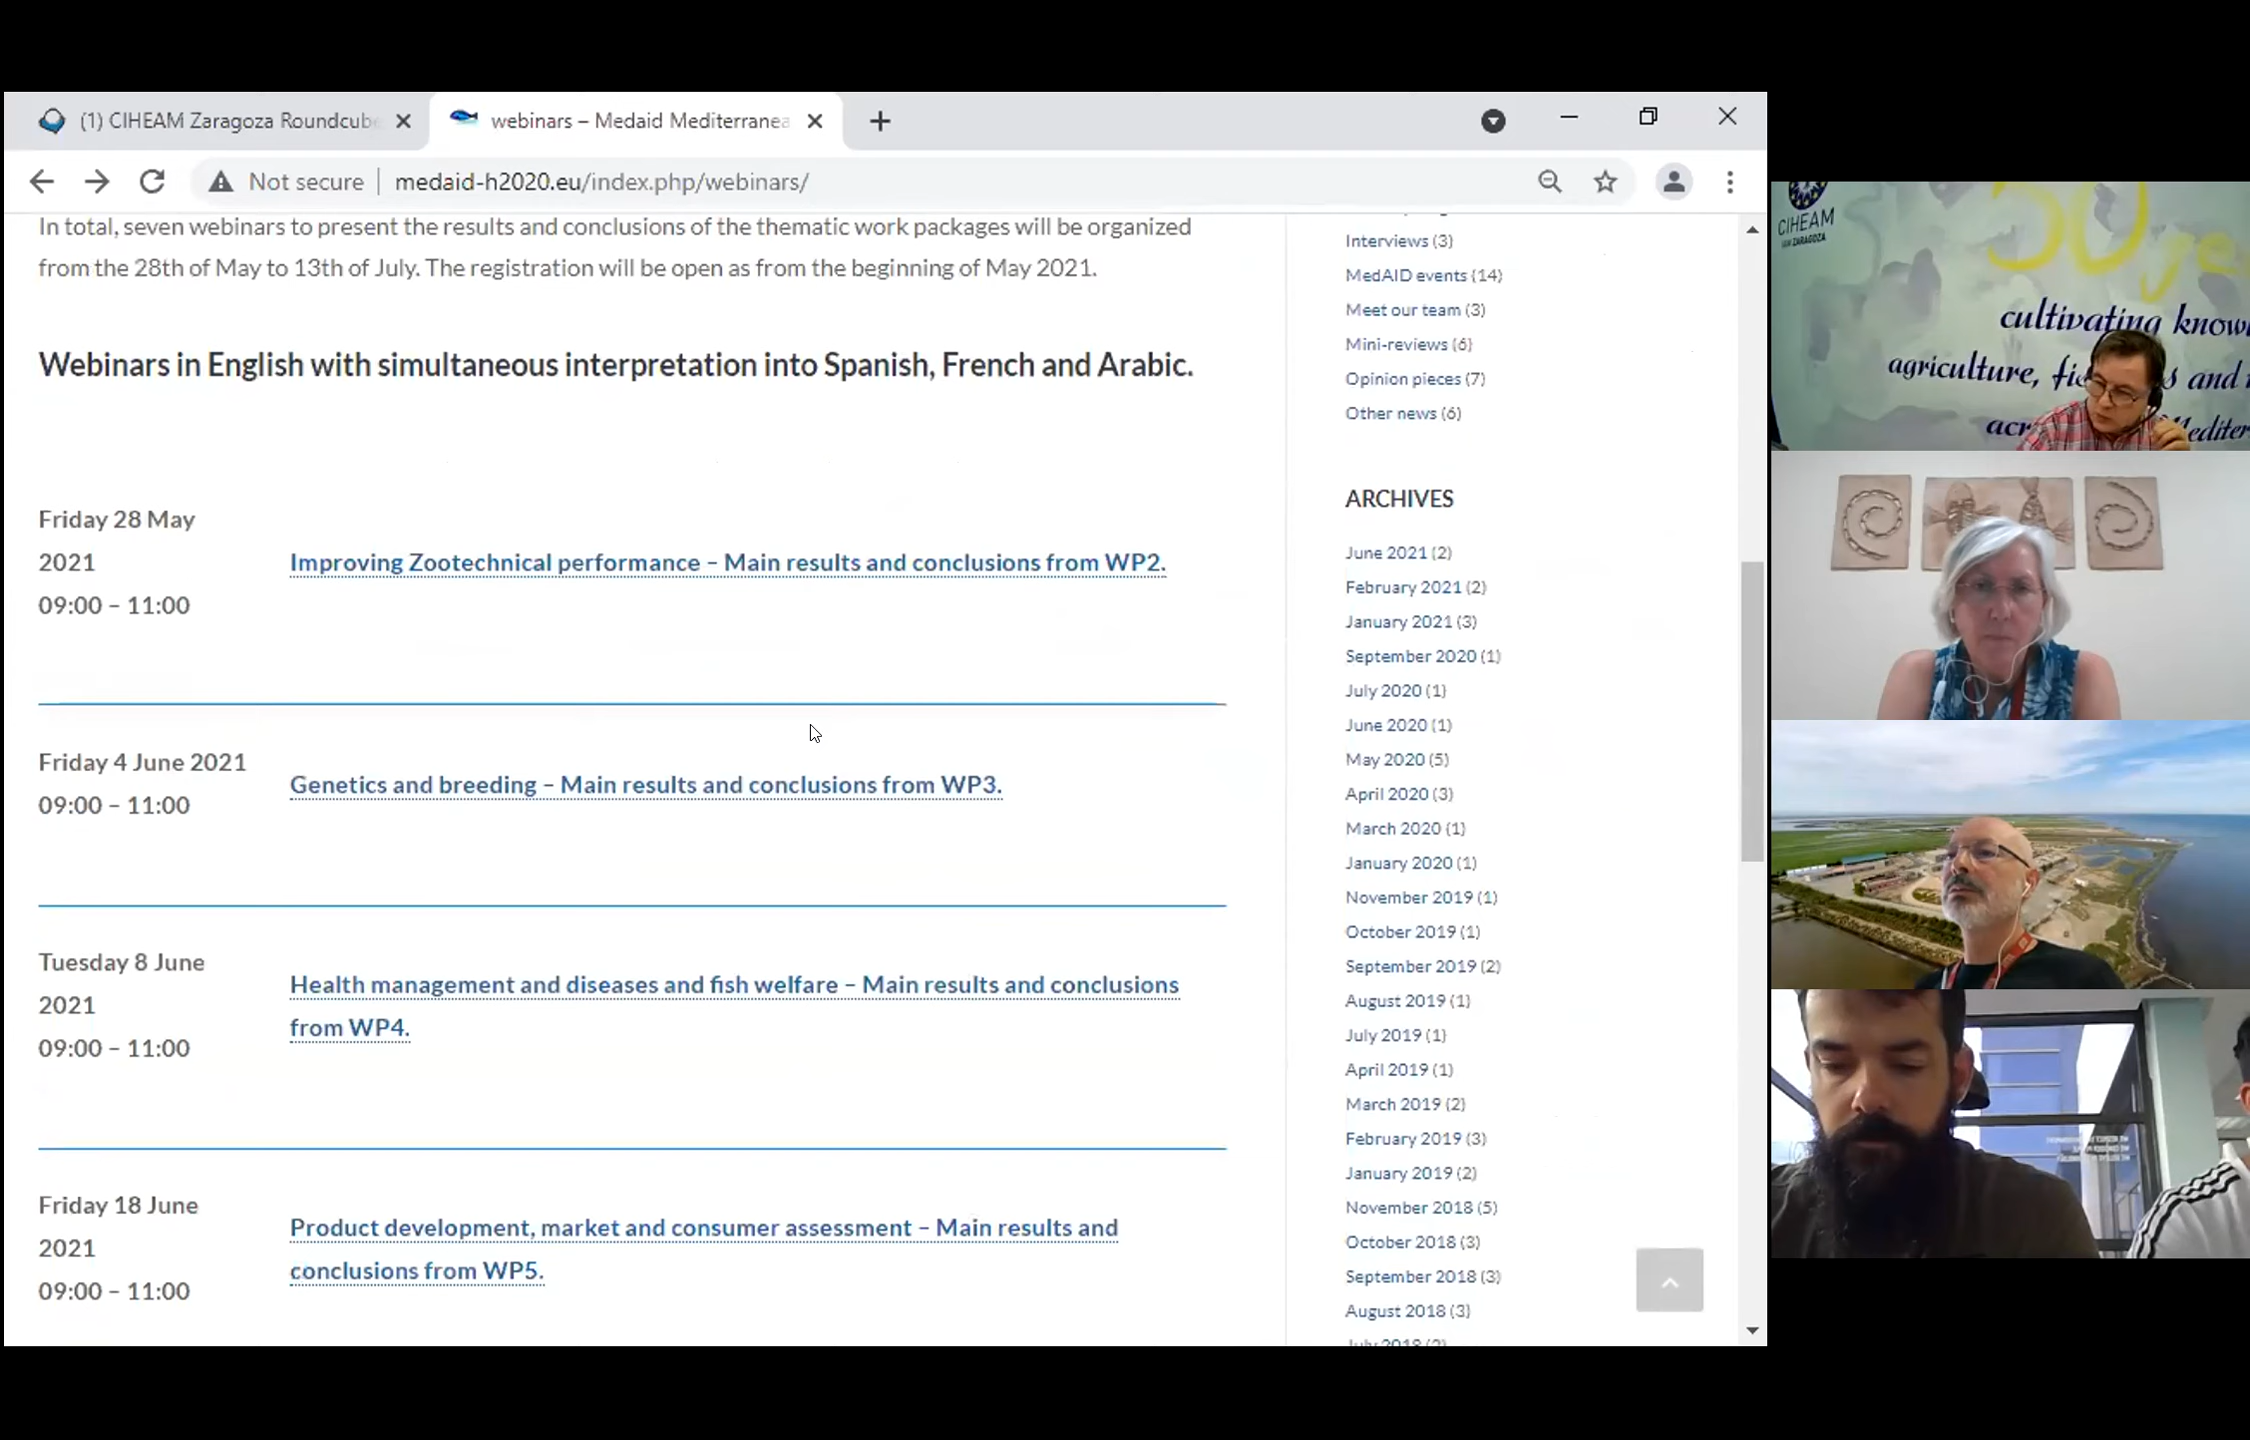 (1) CIHEAM Zaragoza Roundcube
webinars – Medaid Mediterranea
Not secure
medaid-h2020.eu/index.php/webinars/
In total, seven webinars to present the results and conclusions of the thematic work packages will be organized
from the 28th of May to 13th of July. The registration will be open as from the beginning of May 2021.
Webinars in English with simultaneous interpretation into Spanish, French and Arabic.
Friday 28 May
2021
09:00 – 11:00
Improving Zootechnical performance – Main results and conclusions from WP2.
Friday 4 June 2021
09:00 – 11:00
Genetics and breeding – Main results and conclusions from WP3.
Tuesday 8 June
2021
09:00 – 11:00
Health management and diseases and fish welfare – Main results and conclusions
from WP4.
Friday 18 June
2021
09:00 – 11:00
Product development, market and consumer assessment – Main results and
conclusions from WP5.
Interviews (3)
MedAID events (14)
Meet our team (3)
Mini-reviews (6)
Opinion pieces (7)
Other news (6)
ARCHIVES
June 2021 (2)
February 2021 (2)
January 2021 (3)
September 2020 (1)
July 2020 (1)
June 2020 (1)
May 2020 (5)
April 2020 (3)
March 2020 (1)
January 2020 (1)
November 2019 (1)
October 2019 (1)
September 2019 (2)
August 2019 (1)
July 2019 (1)
April 2019 (1)
March 2019 (2)
February 2019 (3)
January 2019 (2)
November 2018 (5)
October 2018 (3)
September 2018 (3)
August 2018 (3)
July 2018 (2)
CIHEAM
ZARAGOZA
50 ye
cultivating know
agriculture, fi s and
acr editer